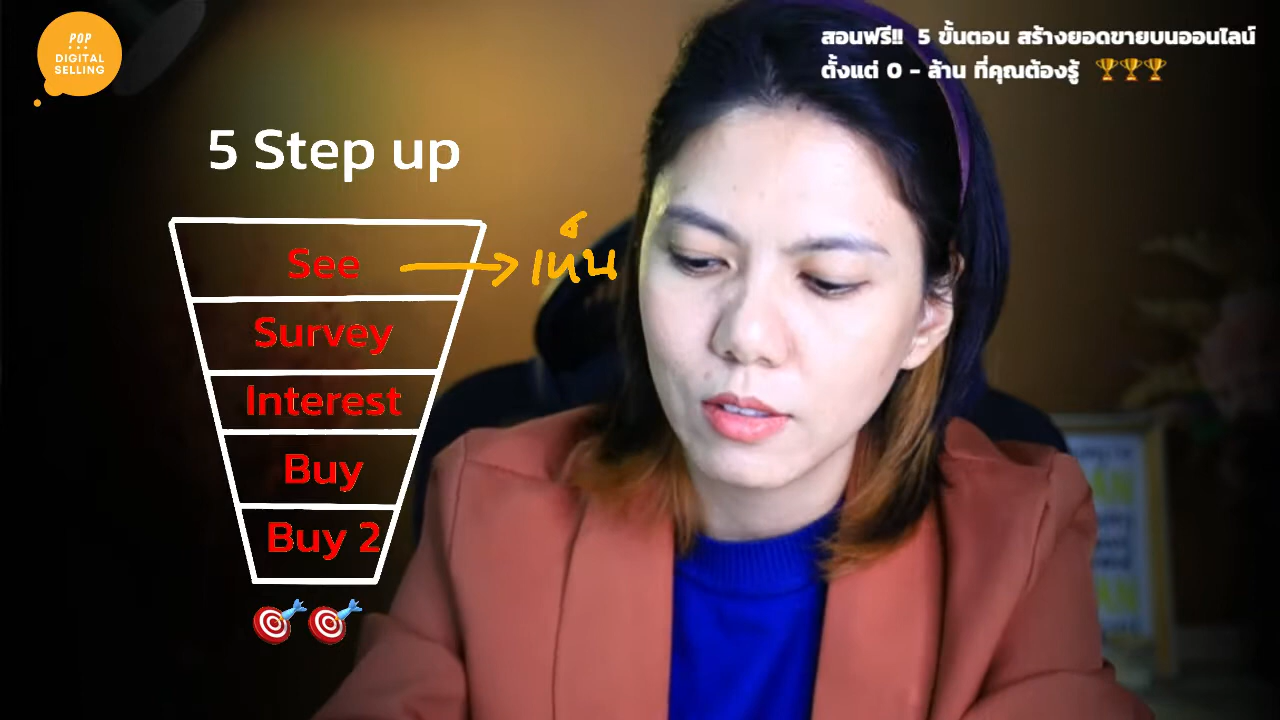 POP
DIGITAL
SELLING
สอนฟรี!! 5 ขั้นตอน สร้างยอดขายบนออนไลน์
ตั้งแต่ 0 - ล้าน ที่คุณต้องรู้ 🏆🏆🏆
5 Step up
See → เห็น
Survey
Interest
Buy
Buy 2